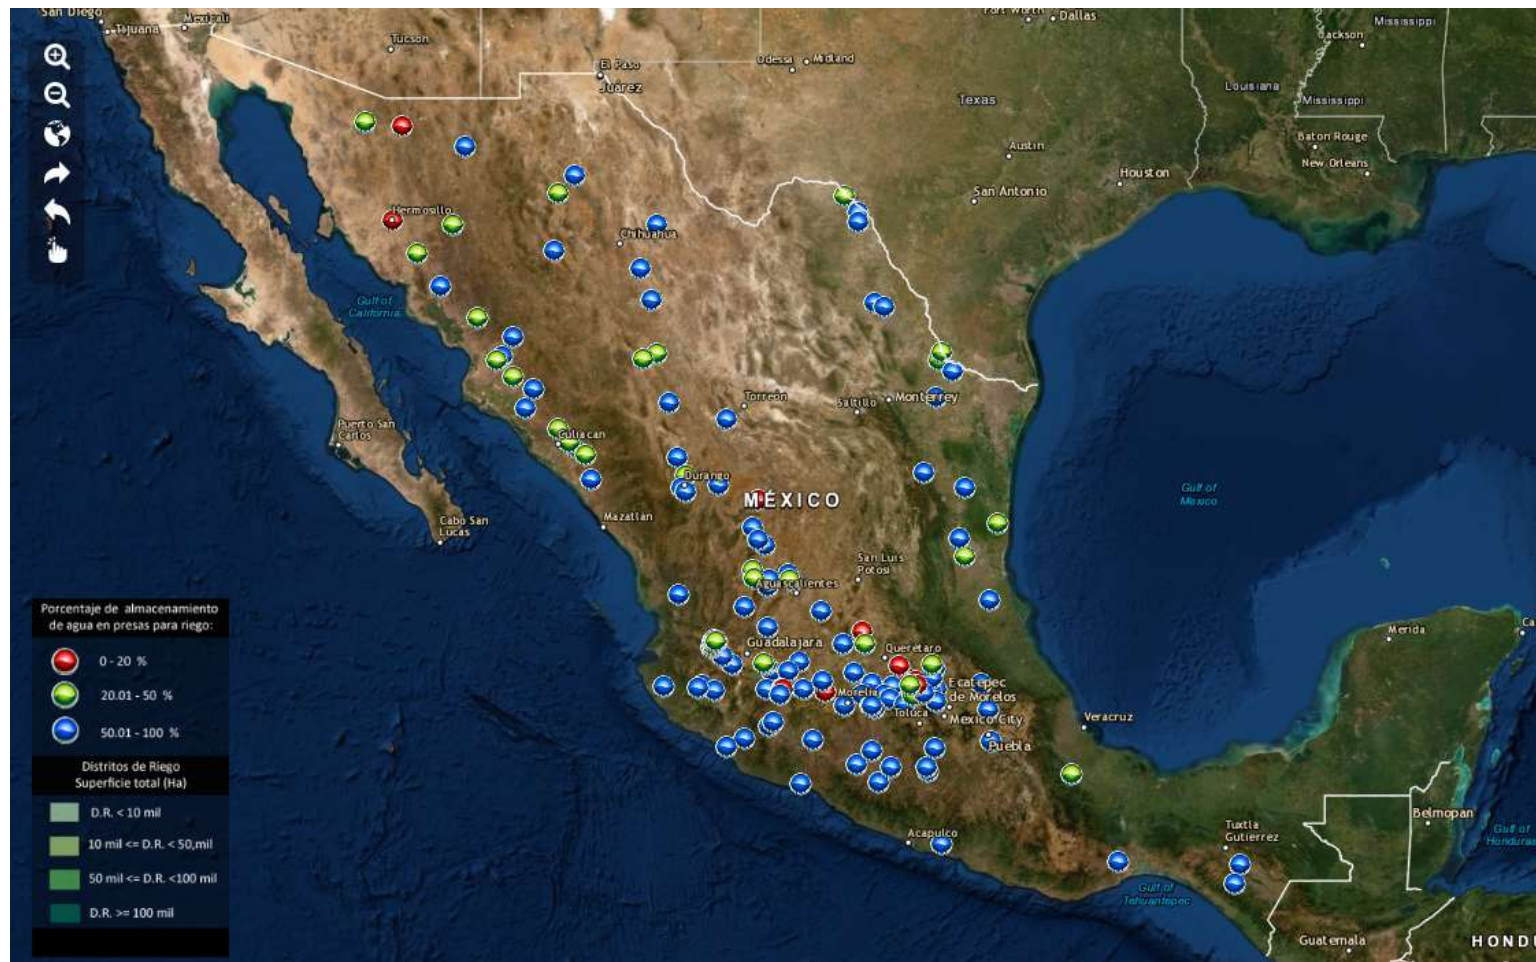 San Diego
Mexicali
Tijuana
Tucson
El Paso
Juárez
Odessa
Midland
Fort Worth
Dallas
Mississippi
Jackson
Texas
Louisiana
Mississippi
Baton Rouge
New Orleans
Austin
Houston
San Antonio
Hermosillo
Chihuahua
Gulf of
California
Torreón
Saltillo
Monterrey
Puerto San
Carlos
Culiacan
Durango
MÉXICO
Gulf of
Mexico
Cabo San
Lucas
Mazatlán
San Luis
Potosí
Aguascalientes
Guadalajara
Queretaro
Merida
Ca
Ecatepec
de Morelos
Morelia
Toluca
Mexico City
Veracruz
Puebla
Acapulco
Tuxtla
Gutierrez
Belmopan
Gulf of
Honduras
Gulf of
Tehuantepec
Guatemala
HONDU
Porcentaje de almacenamiento
de agua en presas para riego:
0 - 20 %
20.01 - 50 %
50.01 - 100 %
Distritos de Riego
Superficie total (Ha)
D.R. < 10 mil
10 mil <= D.R. < 50,mil
50 mil <= D.R. <100 mil
D.R. >= 100 mil